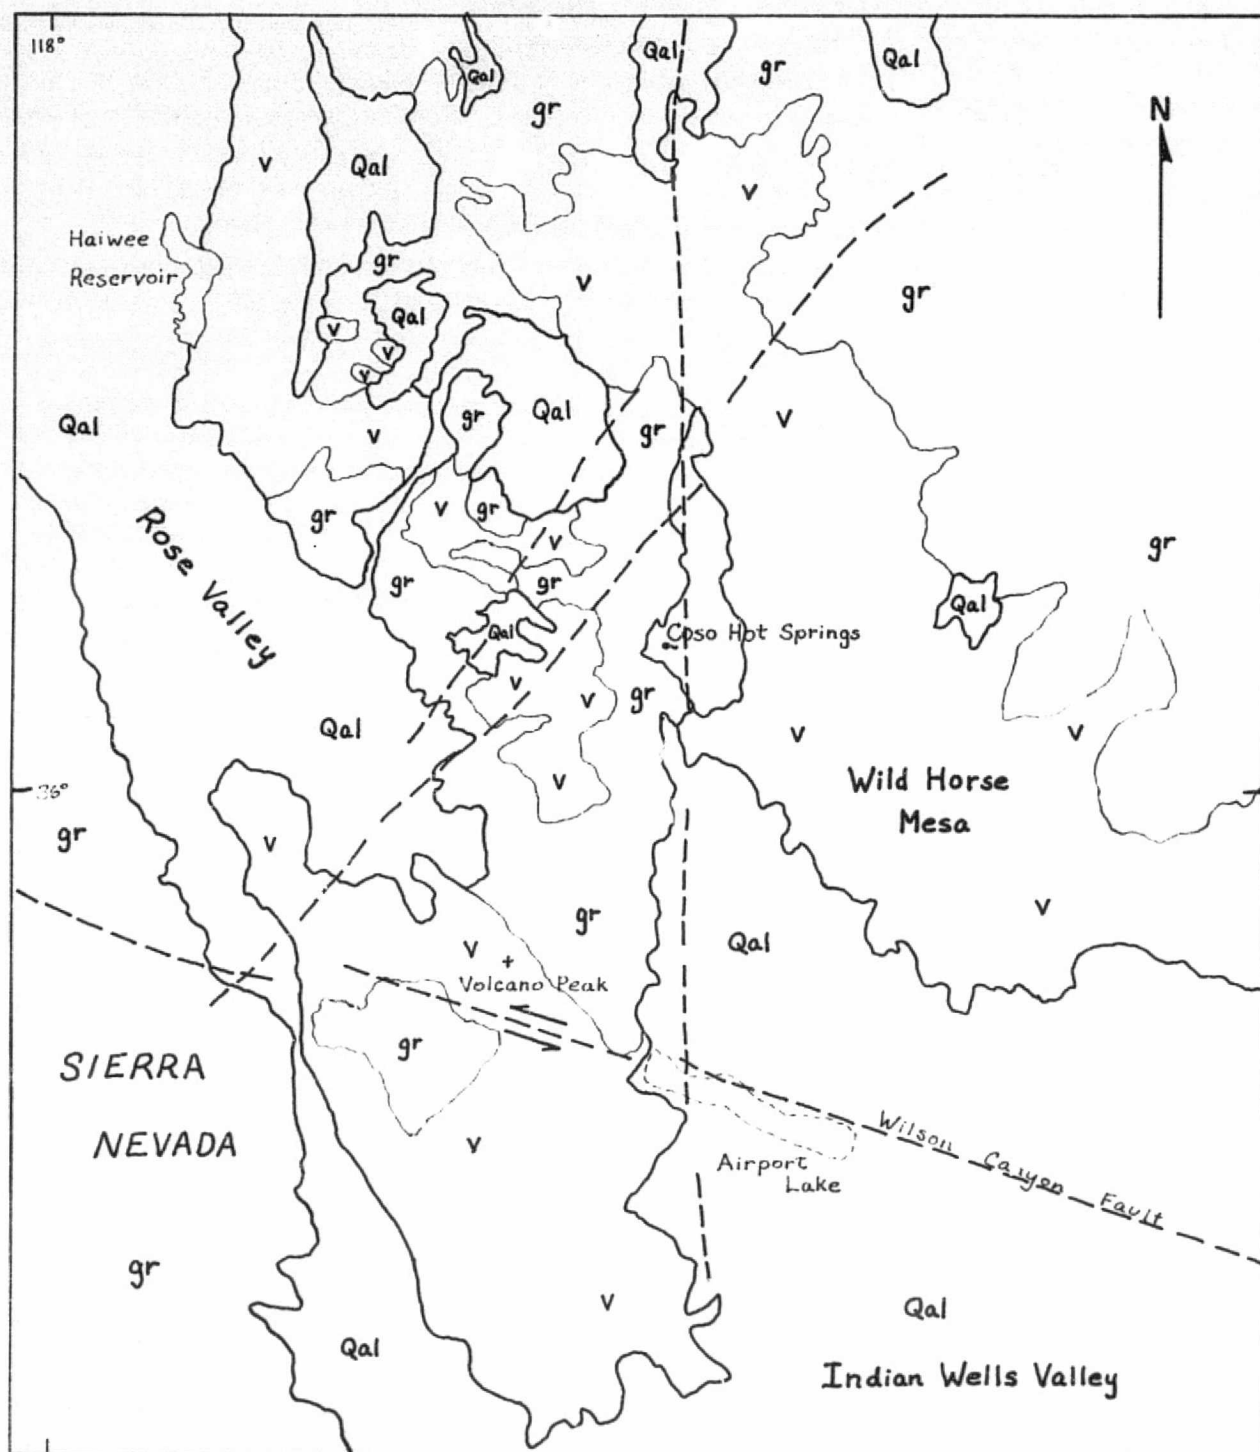 118°
Qal
Qal
gr
Qal
gr
N
v
Qal
v
Haiwee
Reservoir
gr
v
gr
Qal
v
v
v
Qal
gr
Qal
gr
v
v
gr
v
gr
v
gr
gr
gr
Qal
Qal
Coso Hot Springs
Rose Valley
v
v
gr
Qal
v
v
v
36°
Wild Horse
Mesa
gr
v
gr
v
v
Qal
Volcano Peak
gr
SIERRA
NEVADA
v
Wilson Canyon Fault
Airport
Lake
gr
v
Qal
Qal
Indian Wells Valley